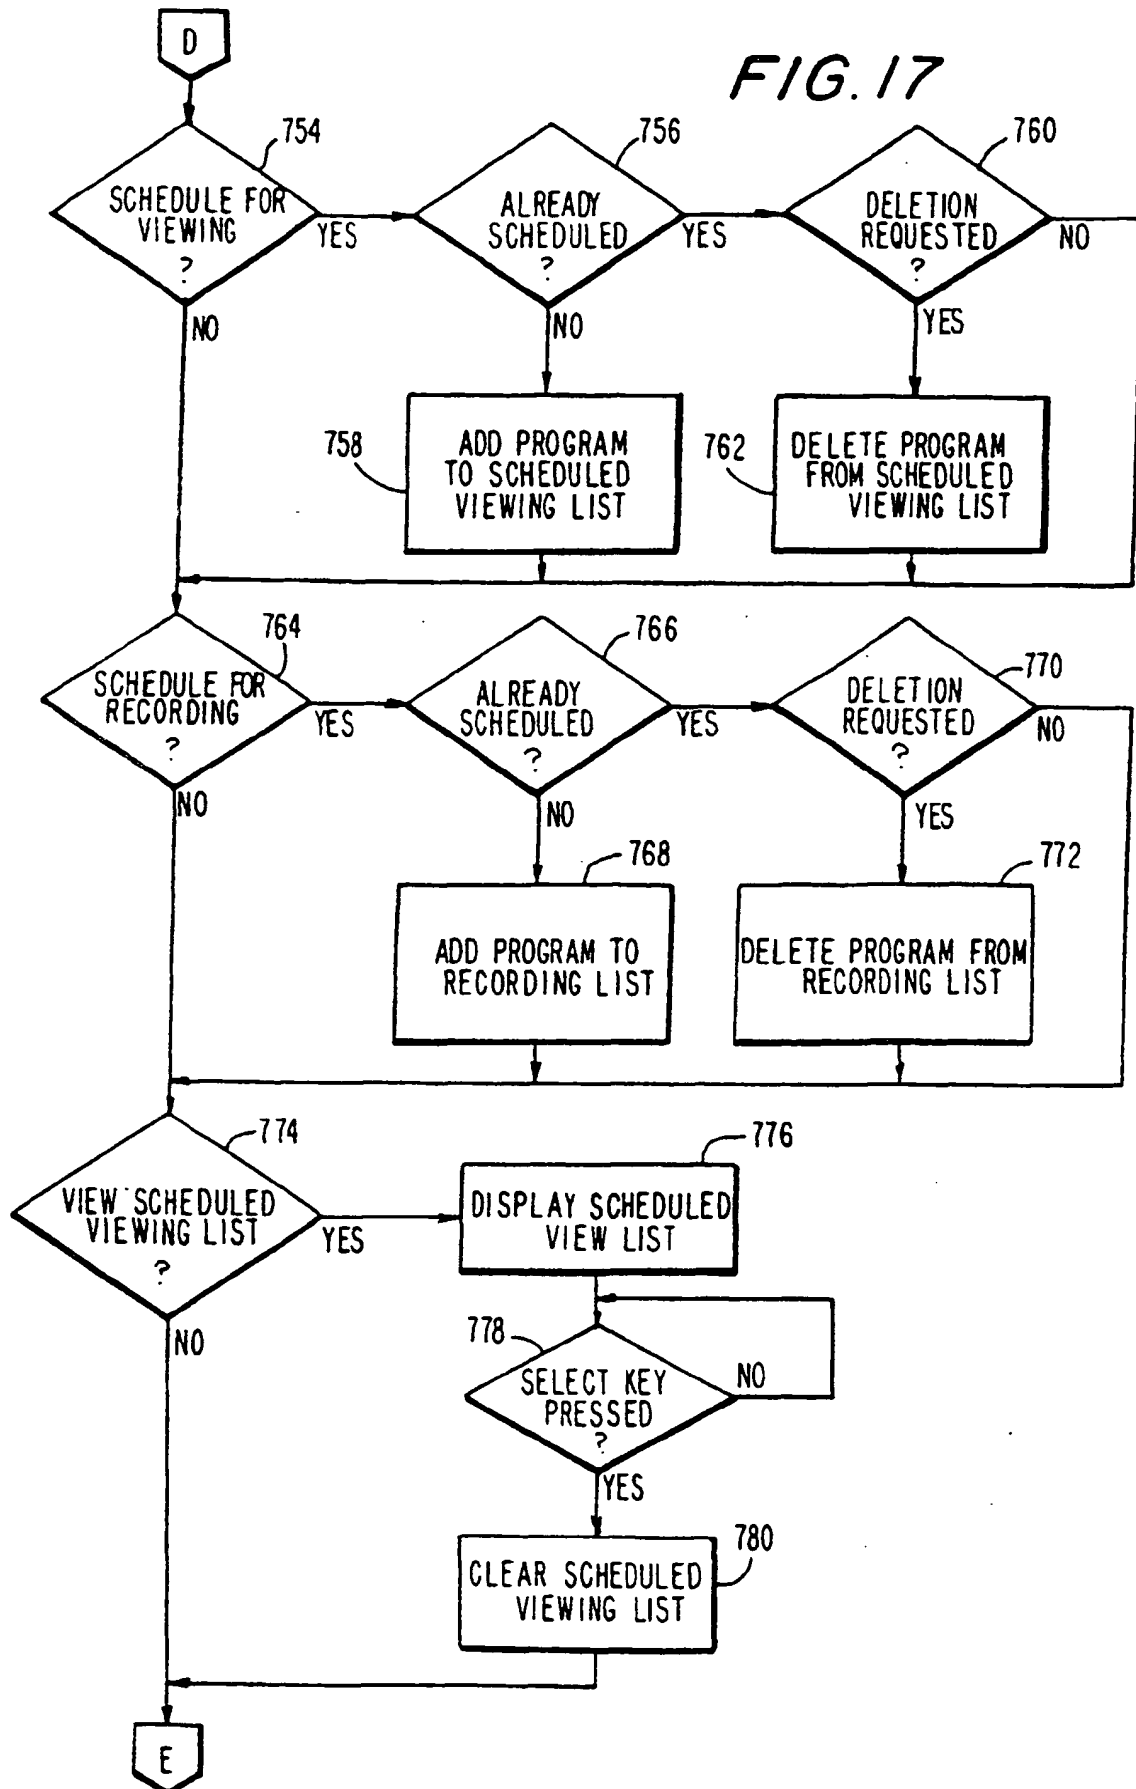 D
FIG. 17
754
SCHEDULE FOR
VIEWING
?
YES
NO
756
ALREADY
SCHEDULED
?
YES
NO
760
DELETION
REQUESTED
?
NO
YES
758
ADD PROGRAM
TO SCHEDULED
VIEWING LIST
762
DELETE PROGRAM
FROM SCHEDULED
VIEWING LIST
764
SCHEDULE FOR
RECORDING
?
YES
NO
766
ALREADY
SCHEDULED
?
YES
NO
770
DELETION
REQUESTED
?
NO
YES
768
ADD PROGRAM TO
RECORDING LIST
772
DELETE PROGRAM FROM
RECORDING LIST
774
VIEW SCHEDULED
VIEWING LIST
?
YES
NO
776
DISPLAY SCHEDULED
VIEW LIST
778
SELECT KEY
PRESSED
?
NO
YES
780
CLEAR SCHEDULED
VIEWING LIST
E